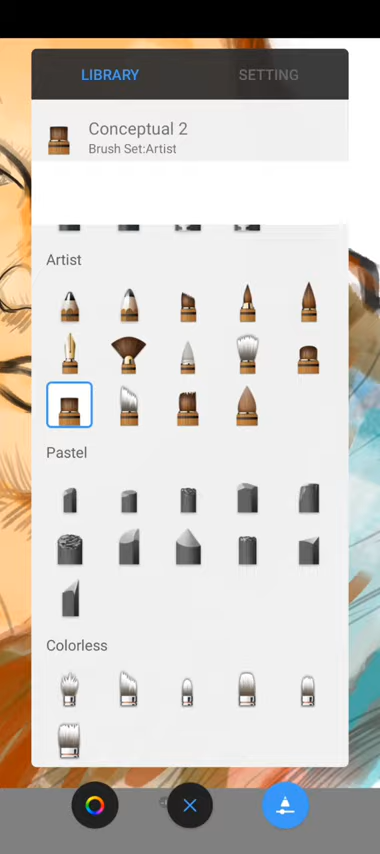 LIBRARY SETTING
Conceptual 2
Brush Set:Artist
Artist
Pastel
Colorless